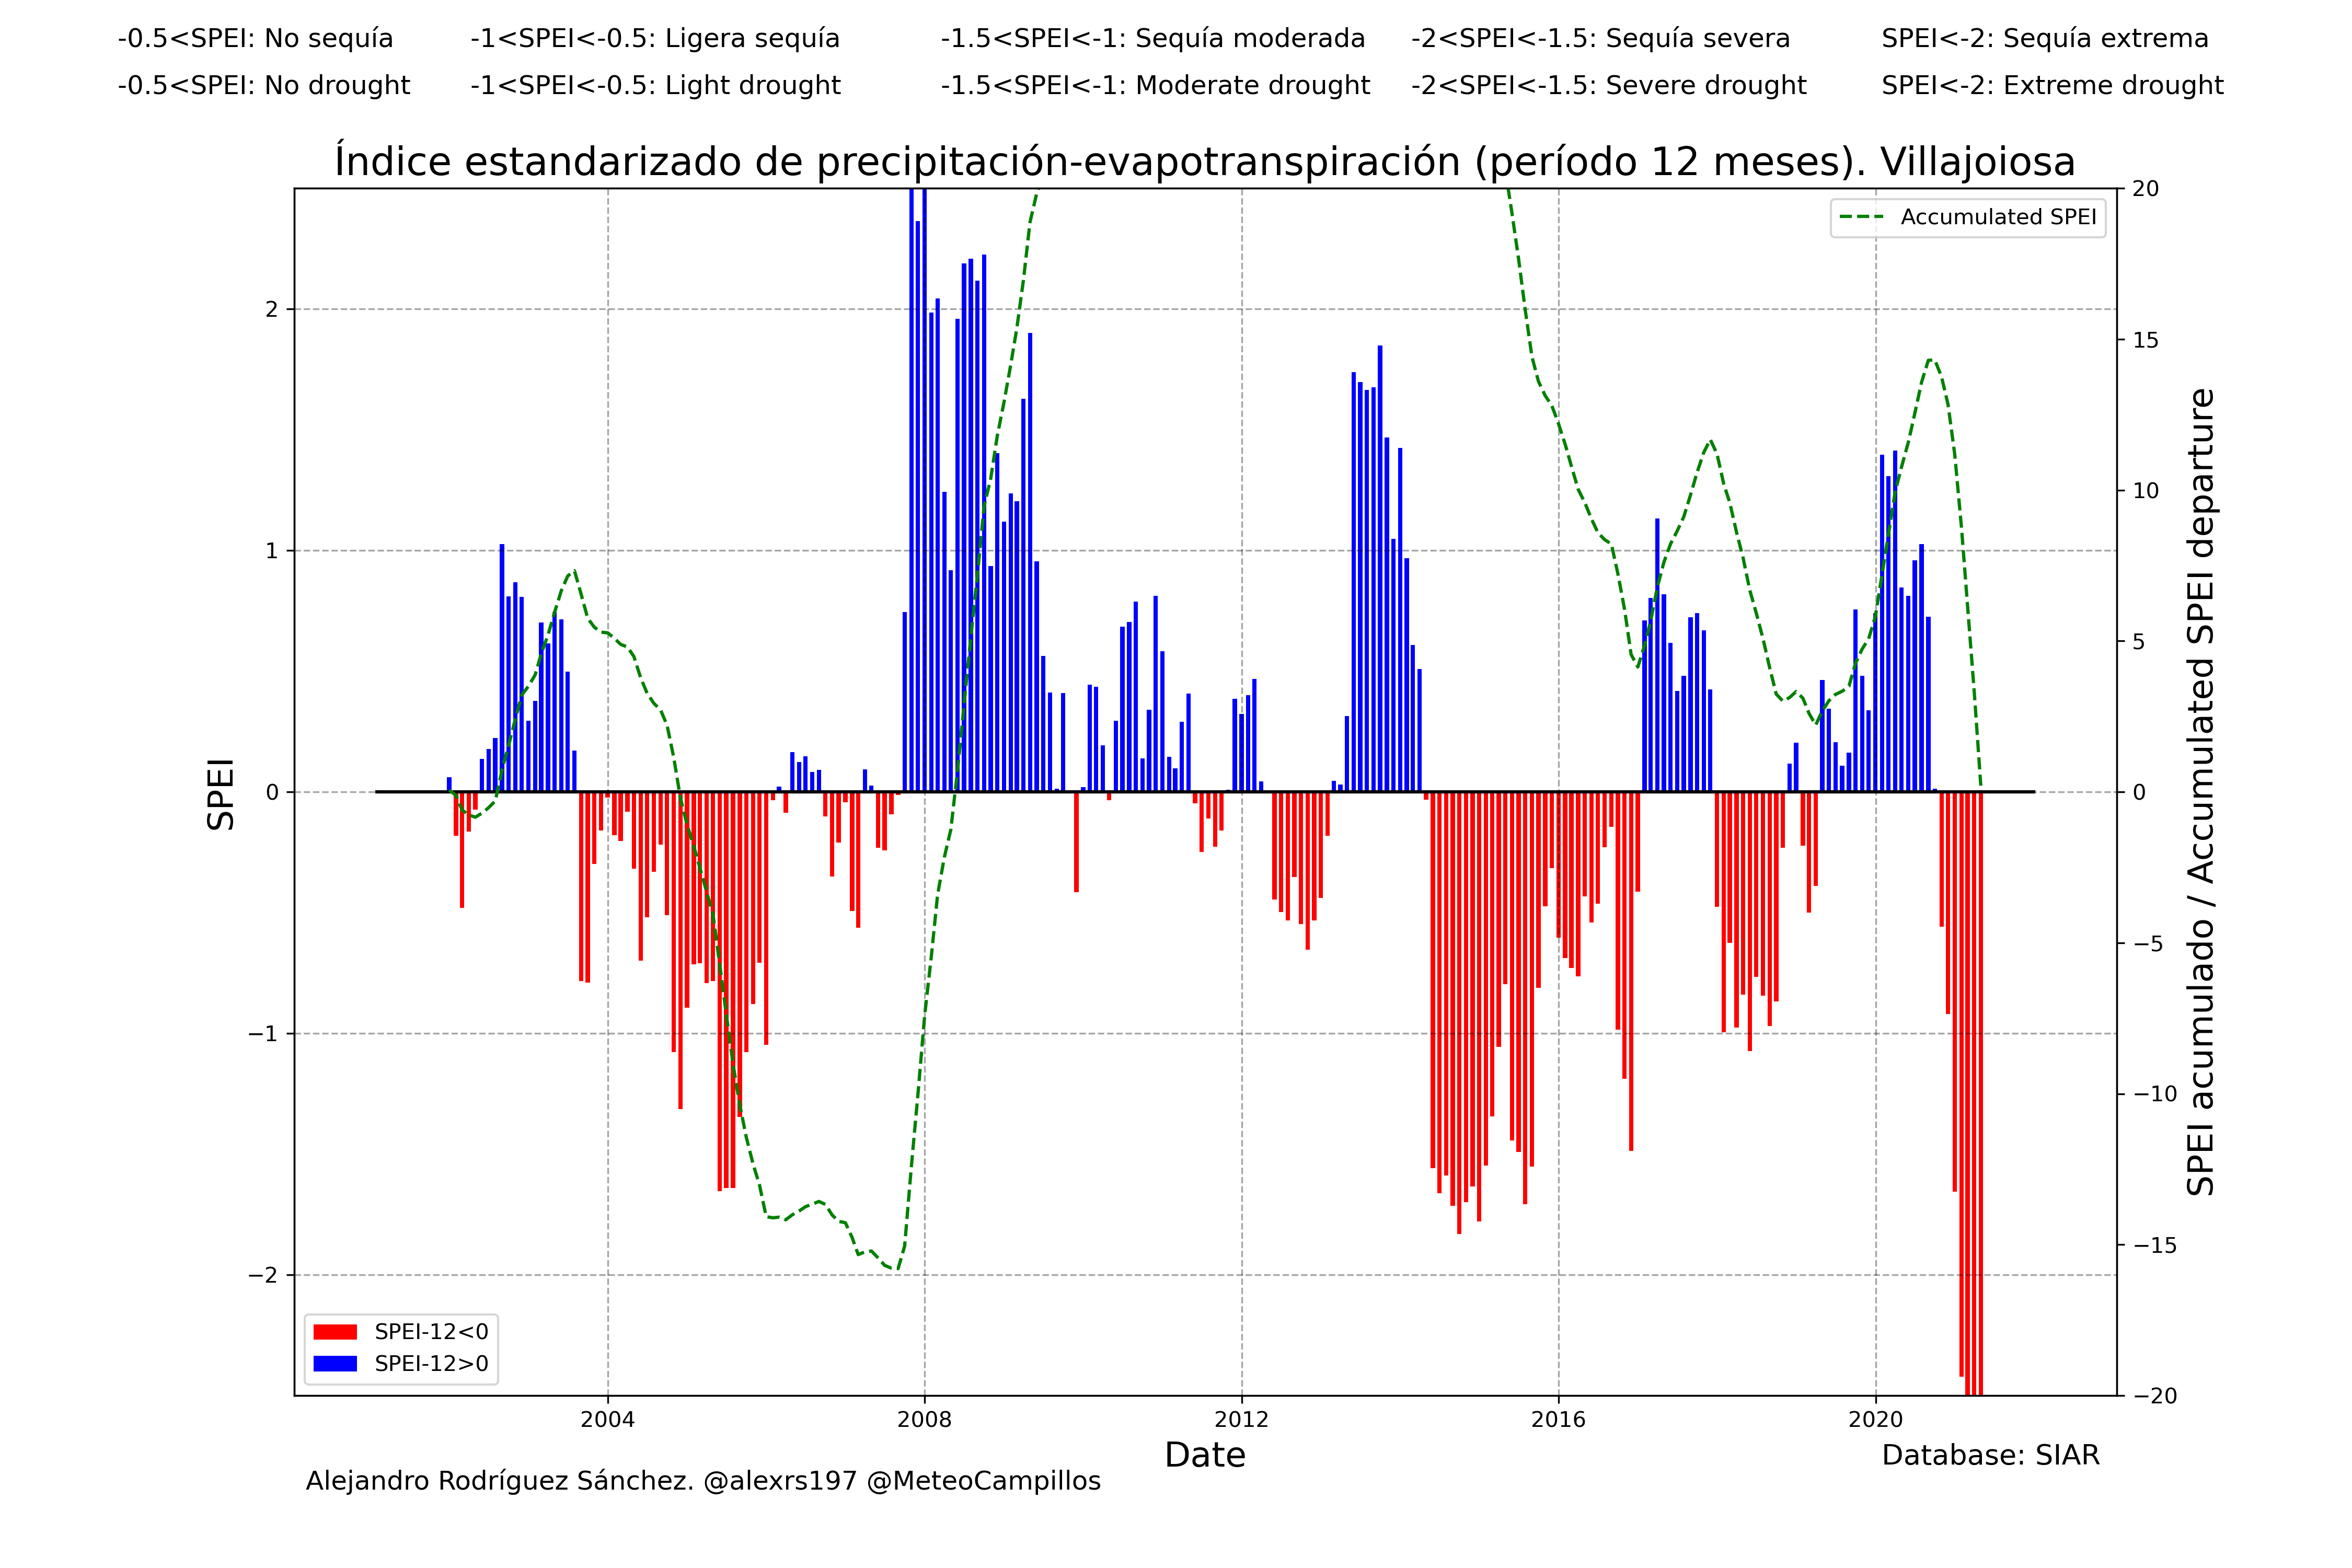 -0.5<SPEI: No sequía -1<SPEI<-0.5: Ligera sequía -1.5<SPEI<-1: Sequía moderada -2<SPEI<-1.5: Sequía severa SPEI<-2: Sequía extrema
-0.5<SPEI: No drought -1<SPEI<-0.5: Light drought -1.5<SPEI<-1: Moderate drought -2<SPEI<-1.5: Severe drought SPEI<-2: Extreme drought
Índice estandarizado de precipitación-evapotranspiración (período 12 meses). Villajoiosa
Accumulated SPEI
SPEI
2
1
0
−1
−2
20
15
10
5
0
−5
−10
−15
−20
SPEI acumulado / Accumulated SPEI departure
SPEI-12<0
SPEI-12>0
2004 2008 2012 2016 2020
Date
Database: SIAR
Alejandro Rodríguez Sánchez. @alexrs197 @MeteoCampillos